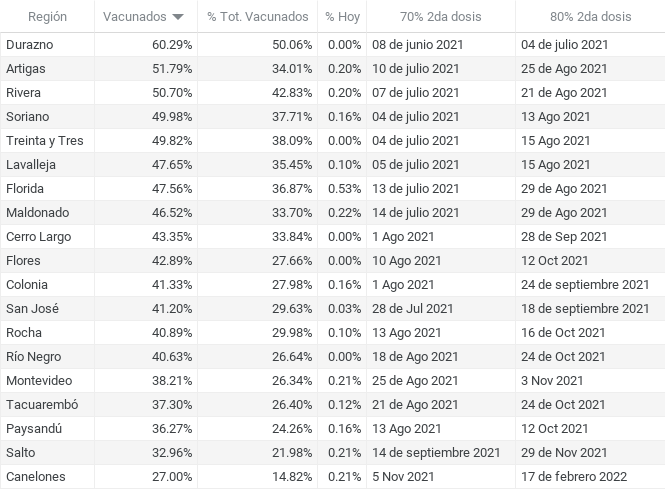 Región Vacunados % Tot. Vacunados % Hoy 70% 2da dosis 80% 2da dosis
Durazno 60.29% 50.06% 0.00% 08 de junio 2021 04 de julio 2021
Artigas 51.79% 34.01% 0.20% 10 de julio 2021 25 de Ago 2021
Rivera 50.70% 42.83% 0.20% 07 de julio 2021 21 de Ago 2021
Soriano 49.98% 37.71% 0.16% 04 de julio 2021 13 Ago 2021
Treinta y Tres 49.82% 38.09% 0.00% 04 de julio 2021 15 Ago 2021
Lavalleja 47.65% 35.45% 0.10% 05 de julio 2021 15 Ago 2021
Florida 47.56% 36.87% 0.53% 13 de julio 2021 29 de Ago 2021
Maldonado 46.52% 33.70% 0.22% 14 de julio 2021 29 de Ago 2021
Cerro Largo 43.35% 33.84% 0.00% 1 Ago 2021 28 de Sep 2021
Flores 42.89% 27.66% 0.00% 10 Ago 2021 12 Oct 2021
Colonia 41.33% 27.98% 0.16% 1 Ago 2021 24 de septiembre 2021
San José 41.20% 29.63% 0.03% 28 de Jul 2021 18 de septiembre 2021
Rocha 40.89% 29.98% 0.10% 13 Ago 2021 16 de Oct 2021
Río Negro 40.63% 26.64% 0.00% 18 de Ago 2021 24 de Oct 2021
Montevideo 38.21% 26.34% 0.21% 25 de Ago 2021 3 Nov 2021
Tacuarembó 37.30% 26.40% 0.12% 21 de Ago 2021 24 de Oct 2021
Paysandú 36.27% 24.26% 0.16% 13 Ago 2021 12 Oct 2021
Salto 32.96% 21.98% 0.21% 14 de septiembre 2021 29 de Nov 2021
Canelones 27.00% 14.82% 0.21% 5 Nov 2021 17 de febrero 2022